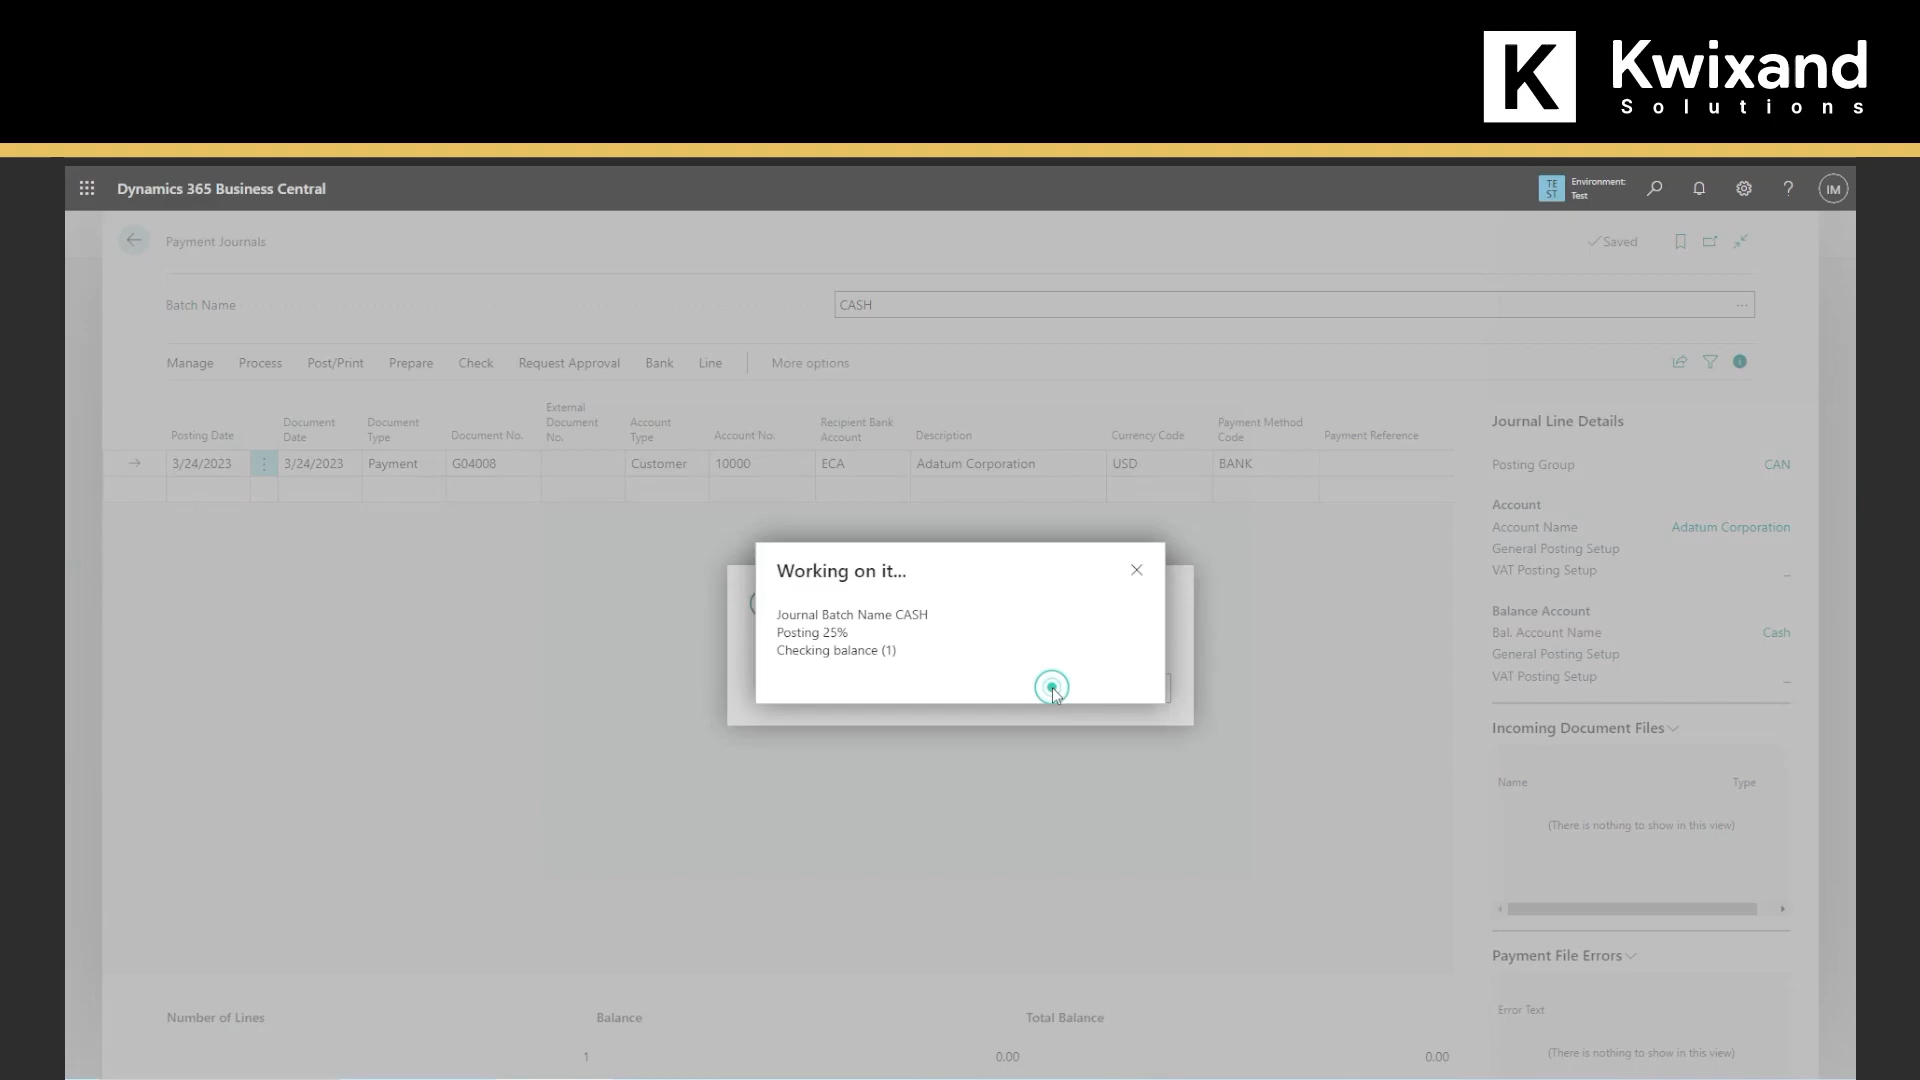 K Kwixand
Solutions
Dynamics 365 Business Central
TE
ST
Environment:
Test
?
IM
Payment Journals
Saved
Batch Name
CASH
...
Manage Process Post/Print Prepare Check Request Approval Bank Line More options
Posting Date
Document
Date
Document
Type
Document No.
External
Document
No.
Account
Type
Account No.
Recipient Bank
Account
Description
Currency Code
Payment Method
Code
Payment Reference
3/24/2023 3/24/2023 Payment G04008 Customer 10000 ECA Adatum Corporation USD BANK
Working on it...
Journal Batch Name CASH
Posting 25%
Checking balance (1)
Journal Line Details
Posting Group CAN
Account
Account Name Adatum Corporation
General Posting Setup
VAT Posting Setup _
Balance Account
Bal. Account Name Cash
General Posting Setup
VAT Posting Setup _
Incoming Document Files
Name Type
(There is nothing to show in this view)
Payment File Errors
Error Text
(There is nothing to show in this view)
Number of Lines Balance Total Balance
1 0.00 0.00